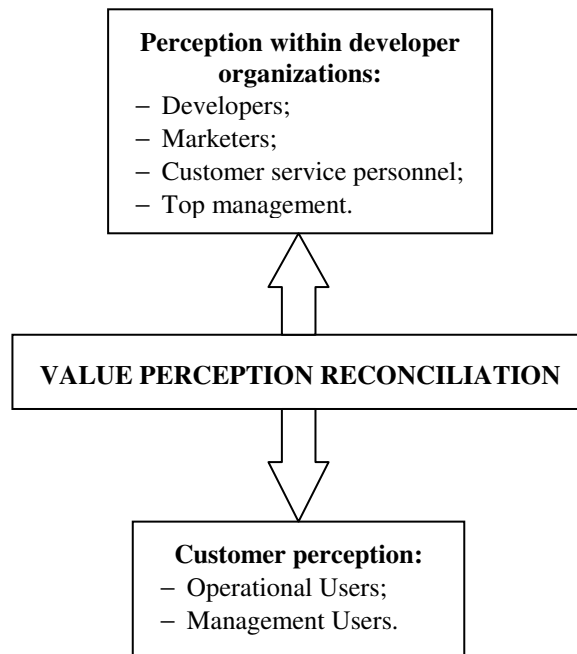 Perception within developer
organizations:
– Developers;
– Marketers;
– Customer service personnel;
– Top management.
VALUE PERCEPTION RECONCILIATION
Customer perception:
– Operational Users;
– Management Users.